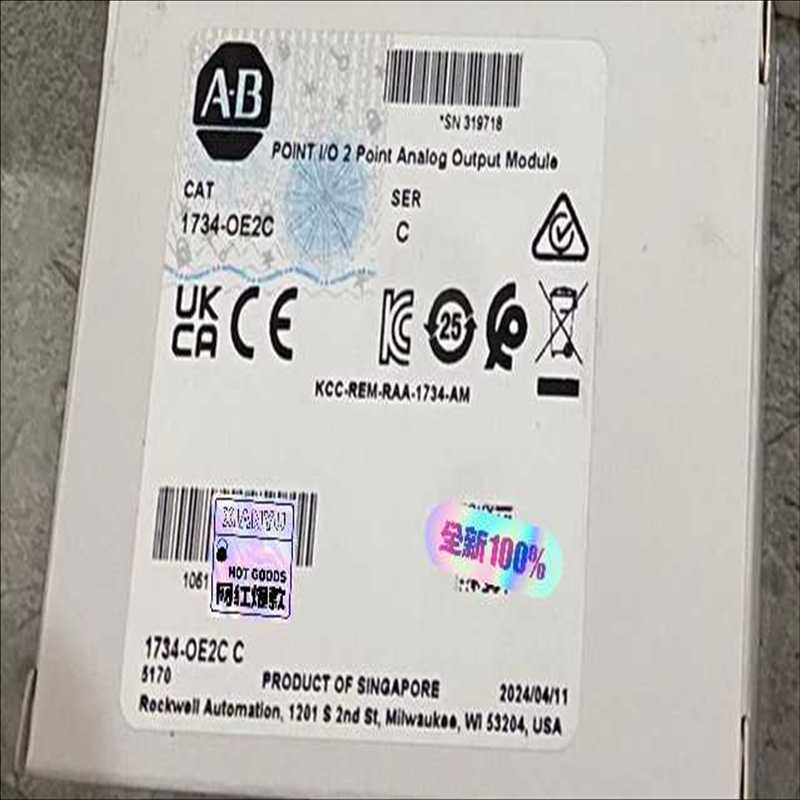 A·B
*SN 319718
POINT I/O 2 Point Analog Output Module
CAT
SER
1734-OE2C
C
UK
CA
CE
25
KCC-REM-RAA-1734-AM
XIANYU
HOT GOODS
网红爆款
全新100%
1061
1734-OE2C C
5170
PRODUCT OF SINGAPORE
2024/04/11
Rockwell Automation, 1201 S 2nd St, Milwaukee, WI 53204, USA